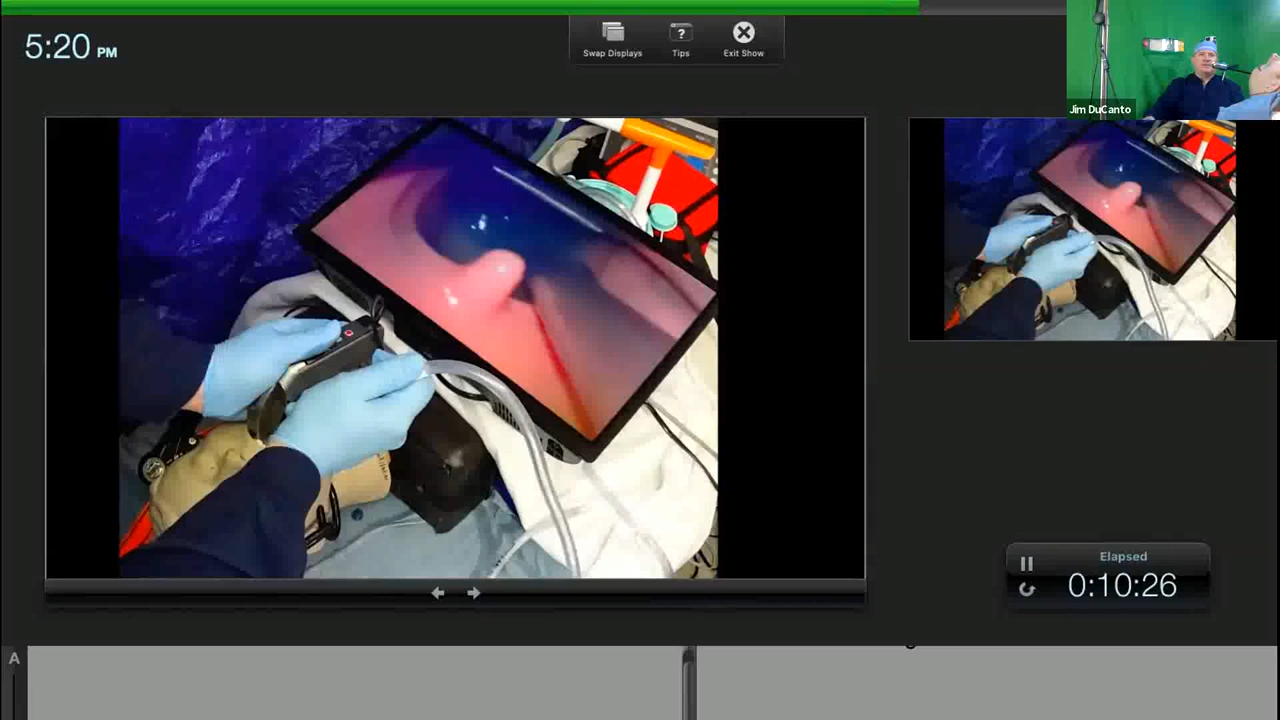 5:20 PM
Swap Displays
Tips
Exit Show
Jim DuCanto
Elapsed
0:10:26
A